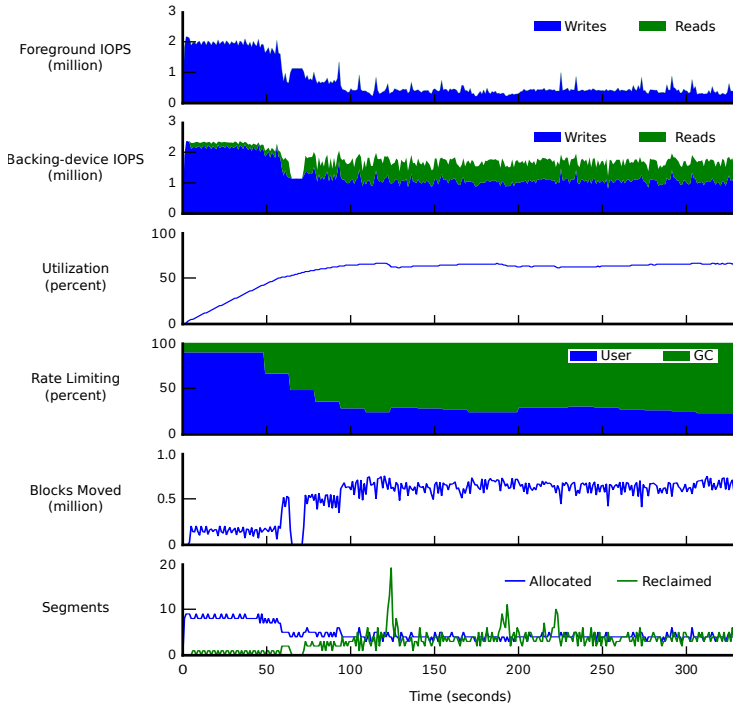 3
2
1
0
Foreground IOPS
(million)
Writes
Reads
3
2
1
0
Backing-device IOPS
(million)
Writes
Reads
100
50
0
Utilization
(percent)
100
50
0
Rate Limiting
(percent)
User
GC
1.0
0.5
0
Blocks Moved
(million)
20
10
0
Segments
Allocated
Reclaimed
0 50 100 150 200 250 300
Time (seconds)